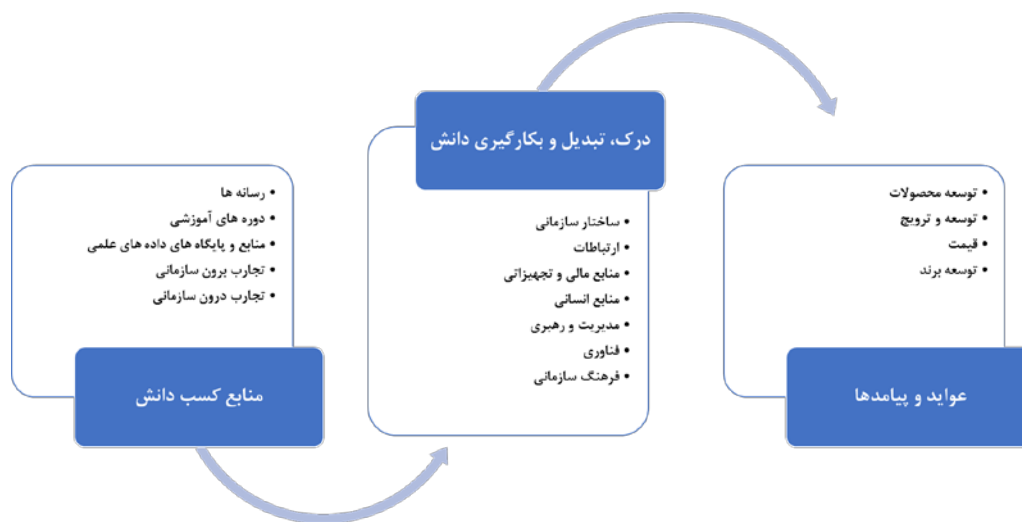 • رسانه ها
• دوره های آموزشی
• منابع و پایگاه های داده های علمی
• تجارب برون سازمانی
• تجارب درون سازمانی
منابع کسب دانش
درک، تبدیل و بکارگیری دانش
• ساختار سازمانی
• ارتباطات
• منابع مالی و تجهیزاتی
• منابع انسانی
• مدیریت و رهبری
• فناوری
• فرهنگ سازمانی
• توسعه محصولات
• توسعه و ترویج
• قیمت
• توسعه برند
عواید و پیامدها